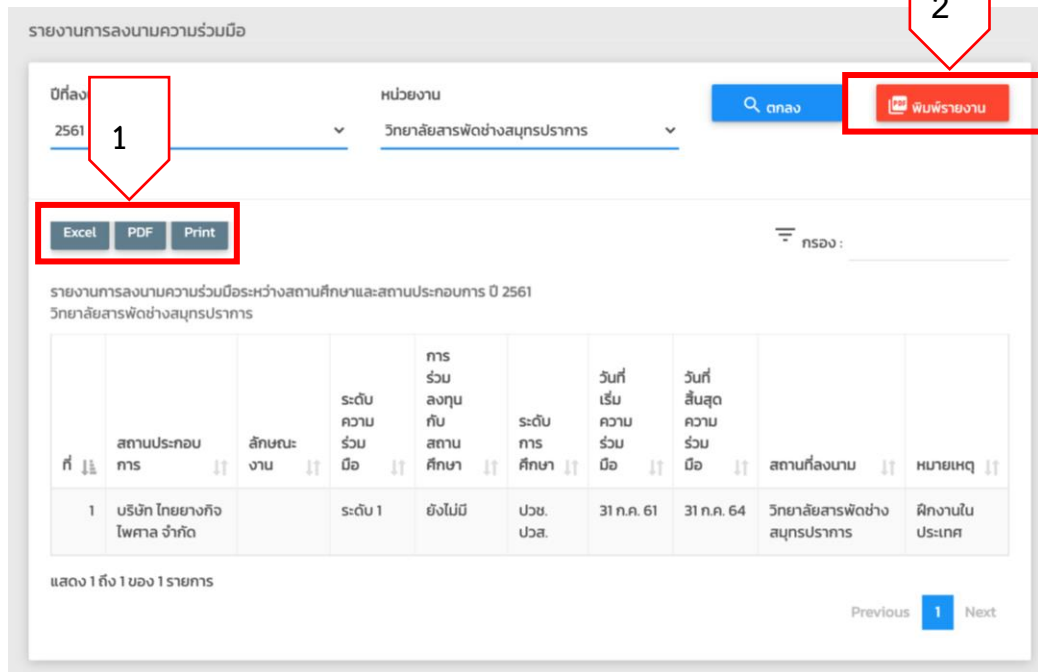 2
รายงานการลงนามความร่วมมือ
ปีที่ลง
หน่วยงาน
2561
วิทยาลัยสารพัดช่างสมุทรปราการ
ตกลง
PDF พิมพ์รายงาน
1
Excel PDF Print
กรอง :
รายงานการลงนามความร่วมมือระหว่างสถานศึกษาและสถานประกอบการ ปี 2561
วิทยาลัยสารพัดช่างสมุทรปราการ
ที่
สถานประกอบ
การ
ลักษณะ
งาน
ระดับ
ความ
ร่วม
มือ
การ
ร่วม
ลงทุน
กับ
สถาน
ศึกษา
ระดับ
การ
ศึกษา
วันที่
เริ่ม
ความ
ร่วม
มือ
วันที่
สิ้นสุด
ความ
ร่วม
มือ
สถานที่ลงนาม
หมายเหตุ
1
บริษัท ไทยยางกิจ
ไพศาล จำกัด
ระดับ 1
ยังไม่มี
ปวช.
ปวส.
31 ก.ค. 61
31 ก.ค. 64
วิทยาลัยสารพัดช่าง
สมุทรปราการ
ฝึกงานใน
ประเทศ
แสดง 1 ถึง 1 ของ 1 รายการ
Previous 1 Next